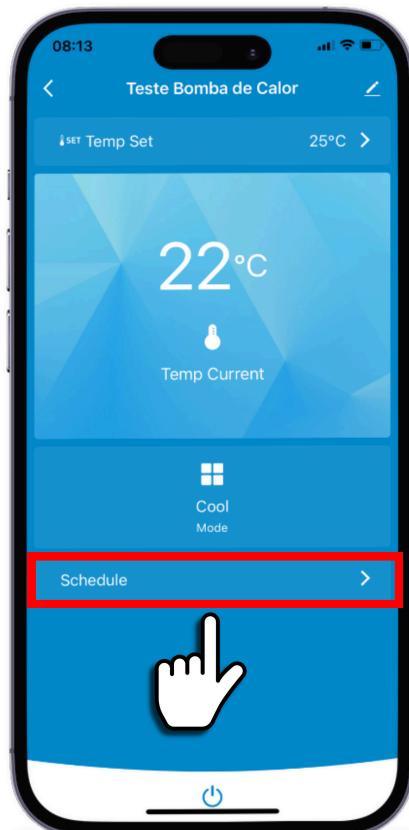 08:13
Teste Bomba de Calor
SET Temp Set 25°C
22°C
Temp Current
Cool
Mode
Schedule